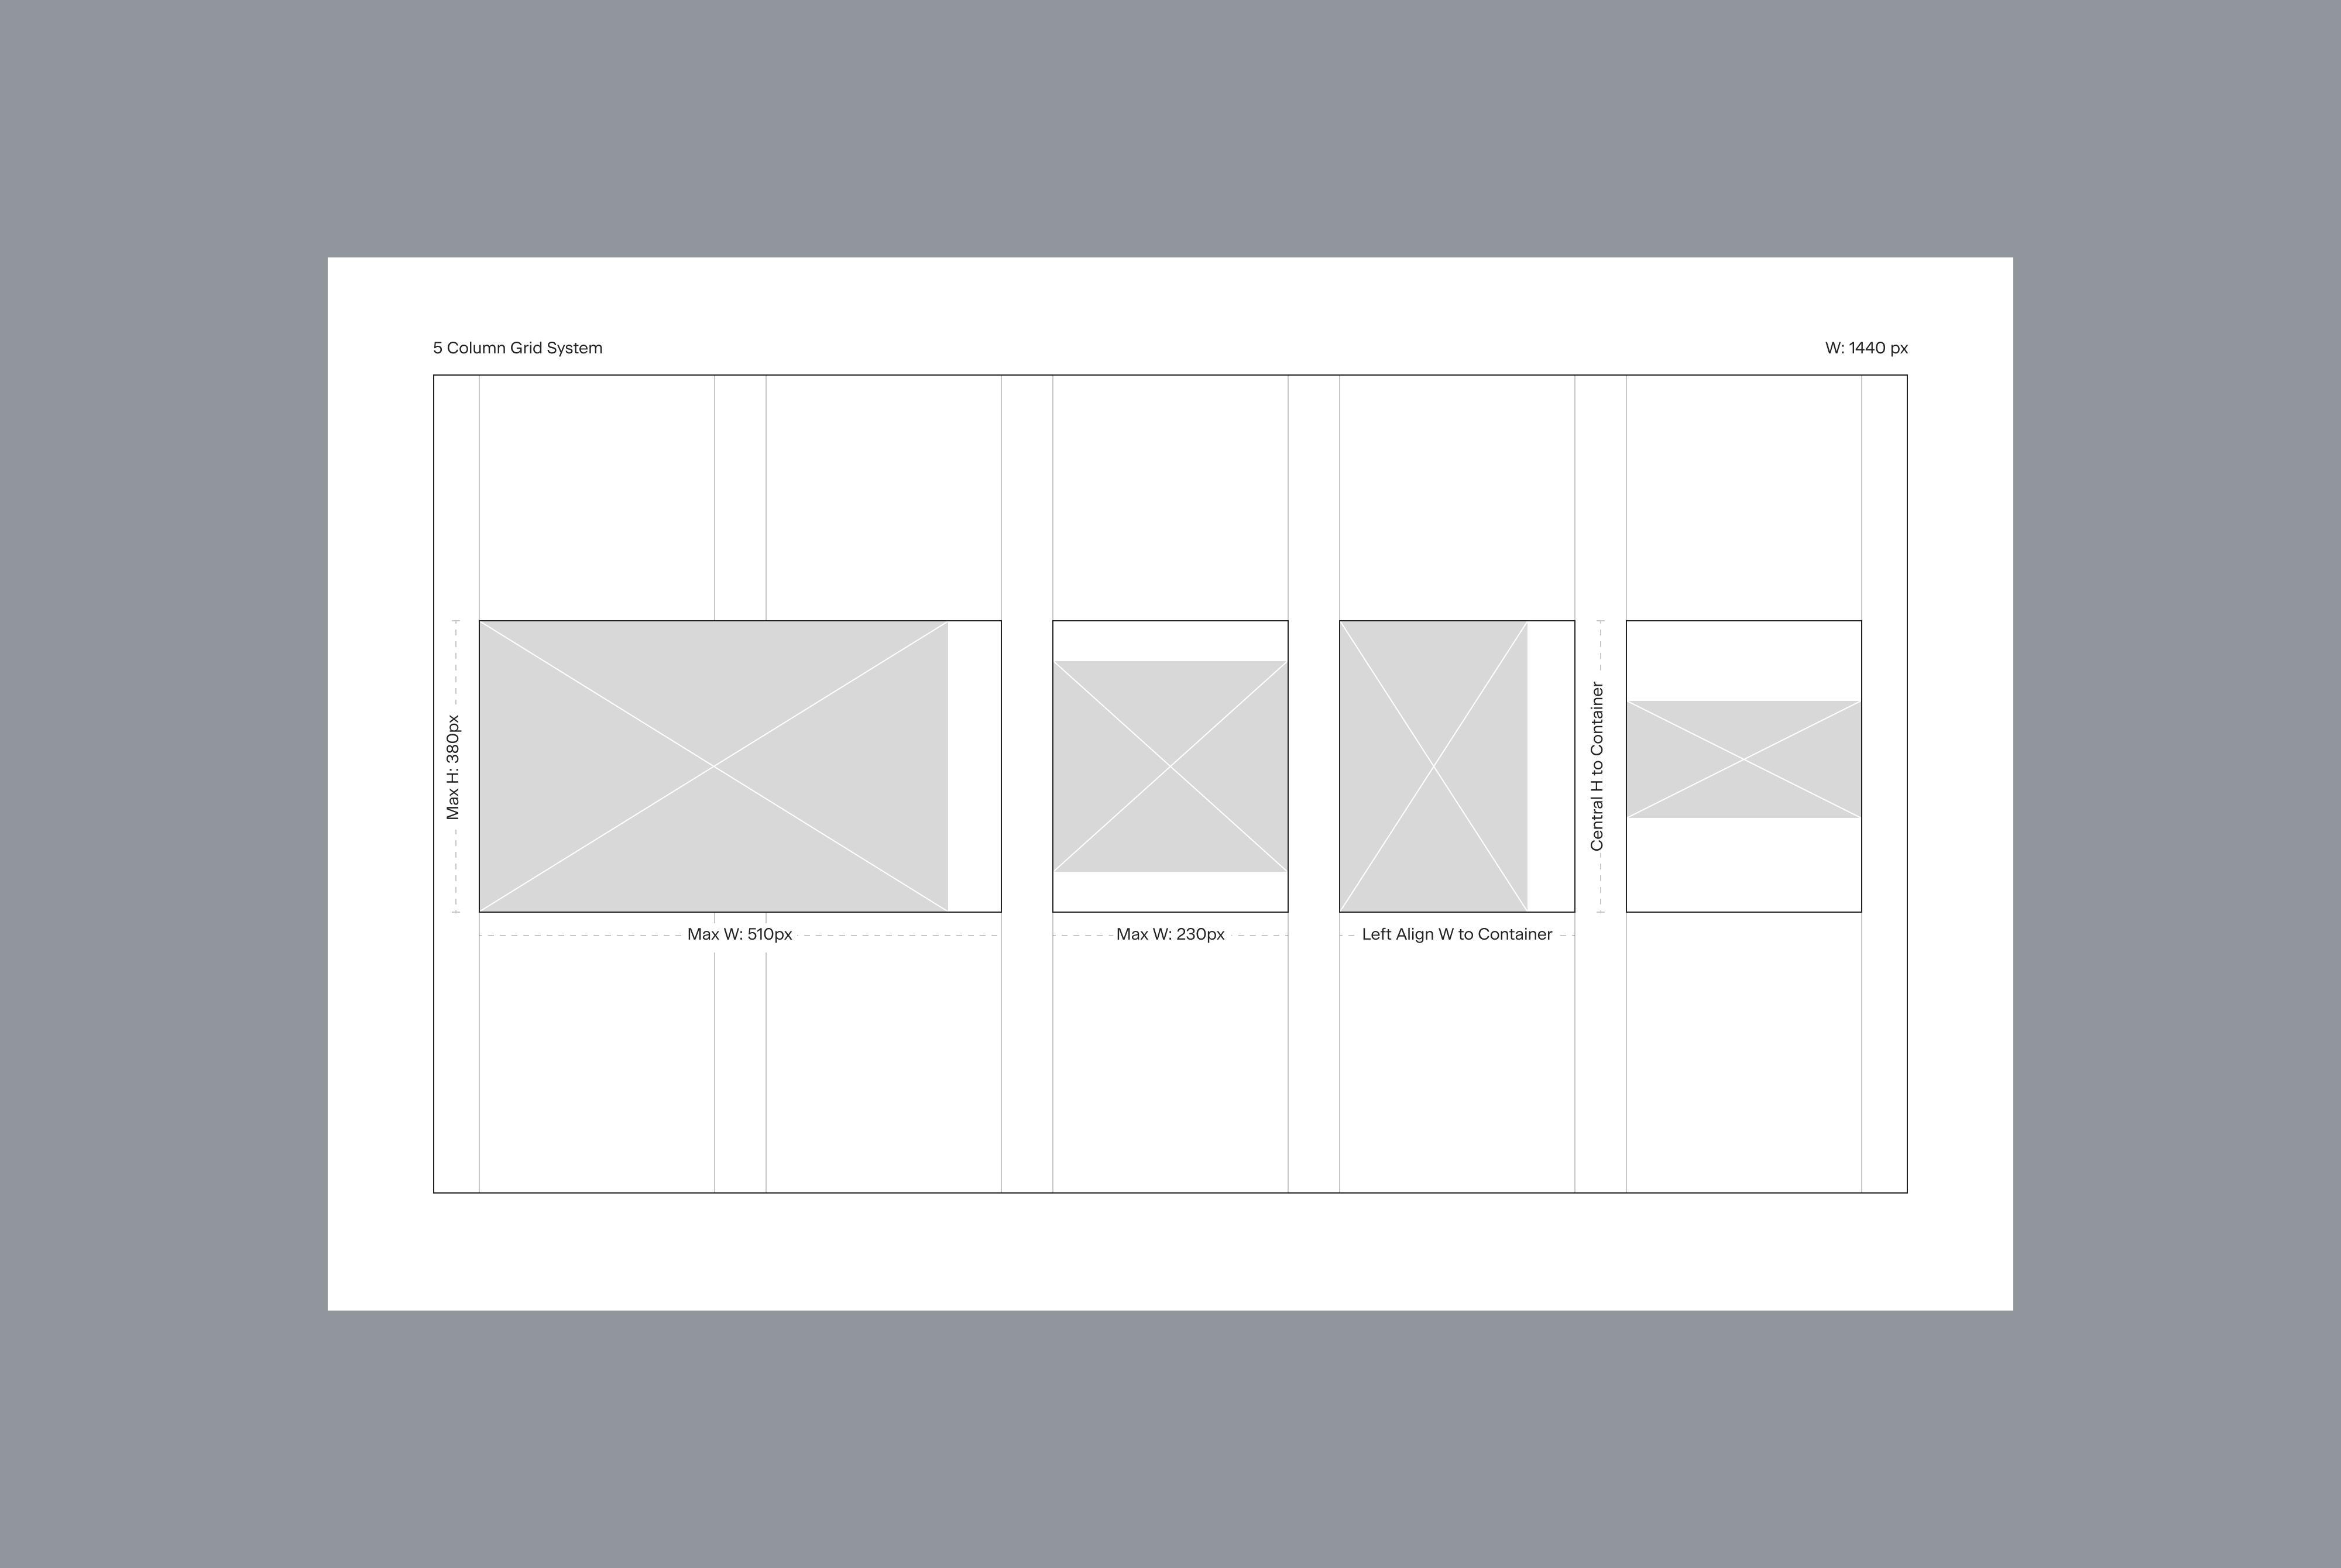 5 Column Grid System
W: 1440 px
Max H: 380px
Central H to Container
Max W: 510px
Max W: 230px
Left Align W to Container